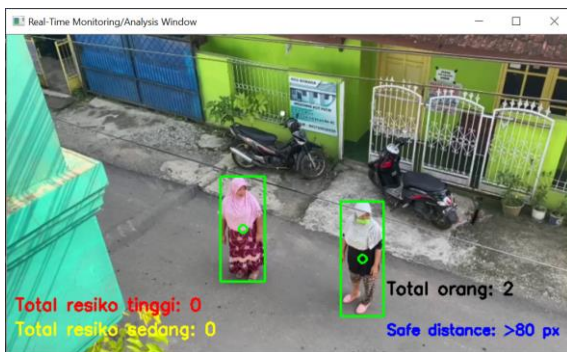 Real-Time Monitoring/Analysis Window
Total orang: 2
Total resiko tinggi: 0
Total resiko sedang: 0
Safe distance: >80 px